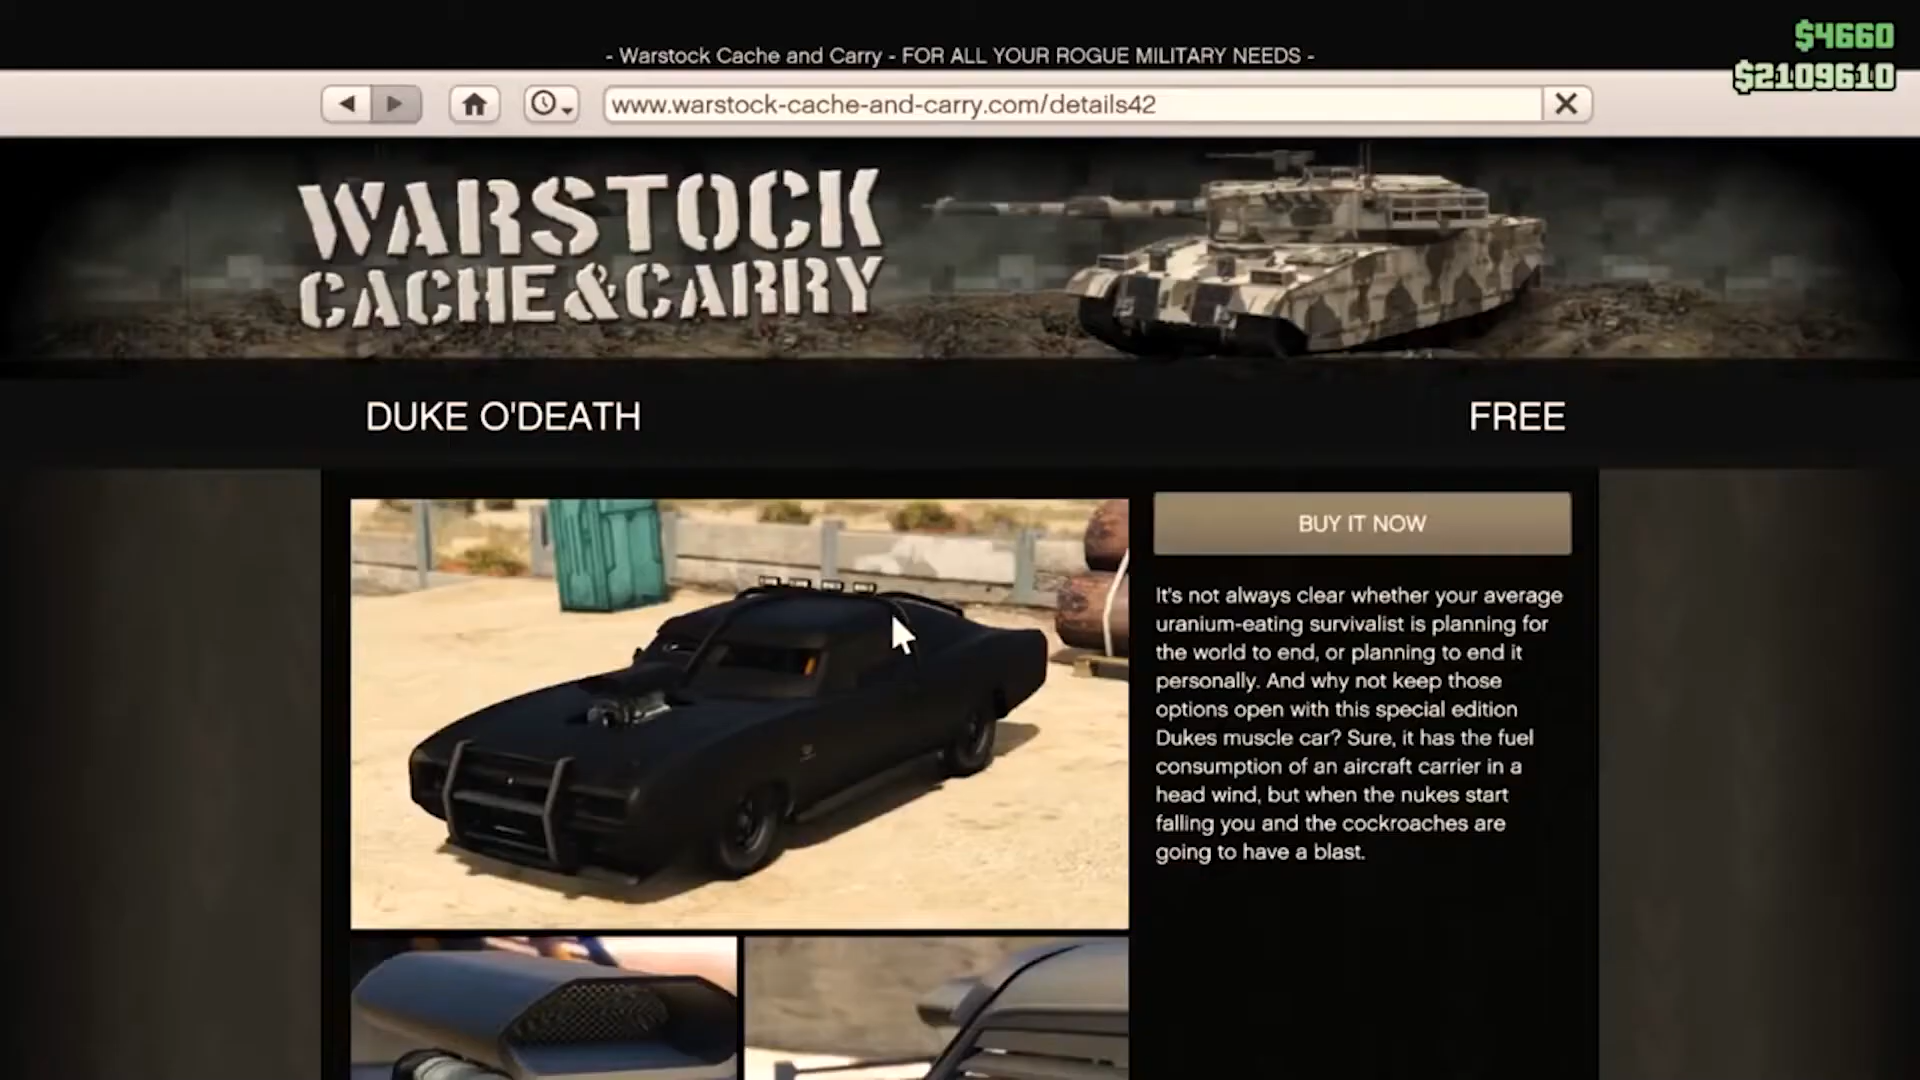 $4660
- Warstock Cache and Carry - FOR ALL YOUR ROGUE MILITARY NEEDS -
$2109610
www.warstock-cache-and-carry.com/details42
WARSTOCK
CACHE&CARRY
DUKE O'DEATH
FREE
BUY IT NOW
It's not always clear whether your average
uranium-eating survivalist is planning for
the world to end, or planning to end it
personally. And why not keep those
options open with this special edition
Dukes muscle car? Sure, it has the fuel
consumption of an aircraft carrier in a
head wind, but when the nukes start
falling you and the cockroaches are
going to have a blast.